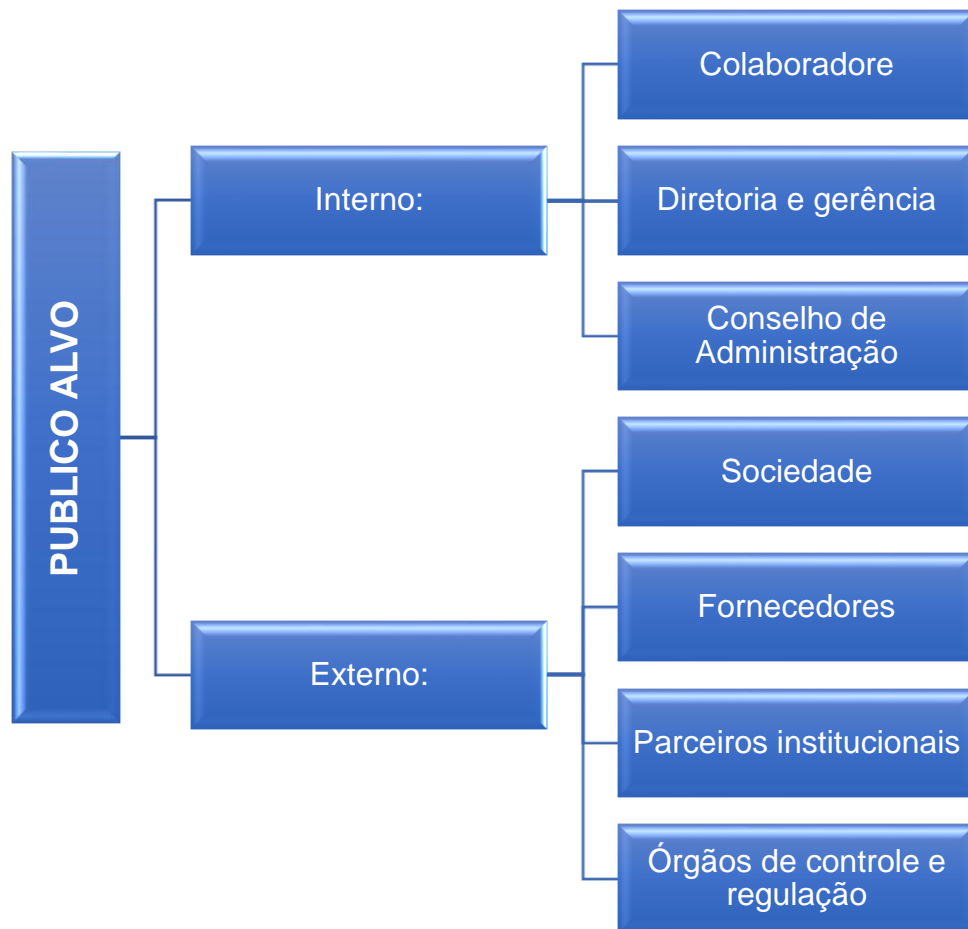 PUBLICO ALVO
Interno:
Colaboradore
Diretoria e gerência
Conselho de
Administração
Externo:
Sociedade
Fornecedores
Parceiros institucionais
Órgãos de controle e
regulação